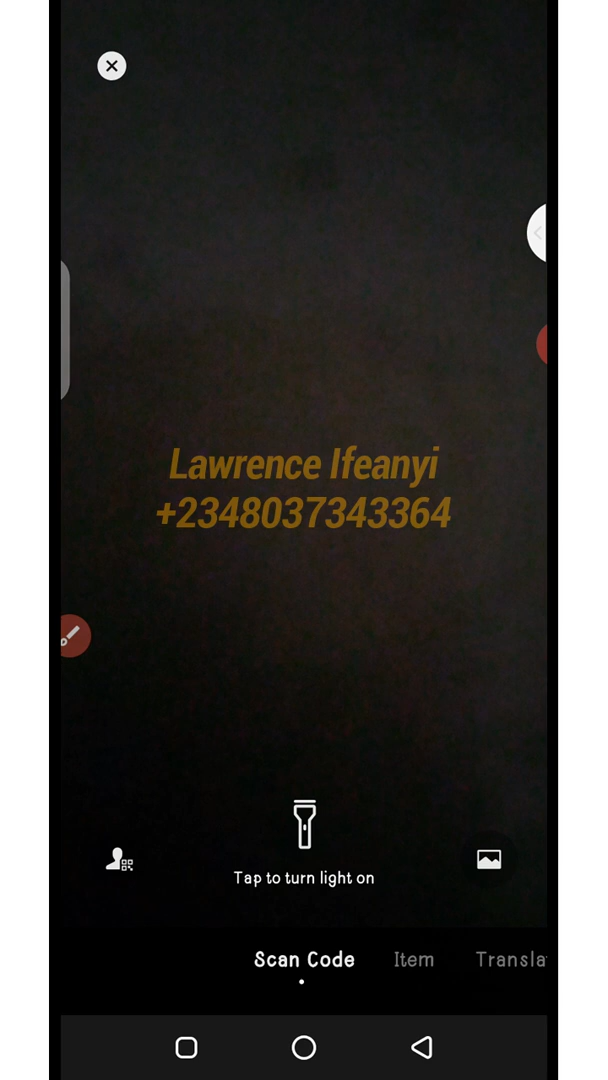 Lawrence Ifeanyi
+2348037343364
Tap to turn light on
Scan Code Item Transla